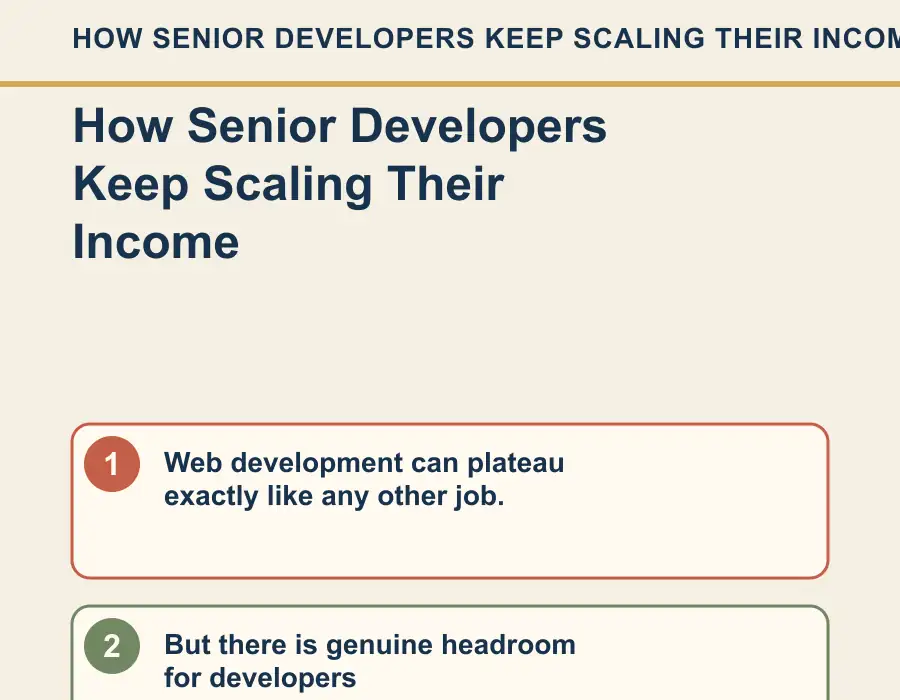 HOW SENIOR DEVELOPERS KEEP SCALING THEIR
How Senior Developers
Keep Scaling Their
Income
1
Web development can plateau
exactly like any other job.
2
But there is genuine headroom
for developers